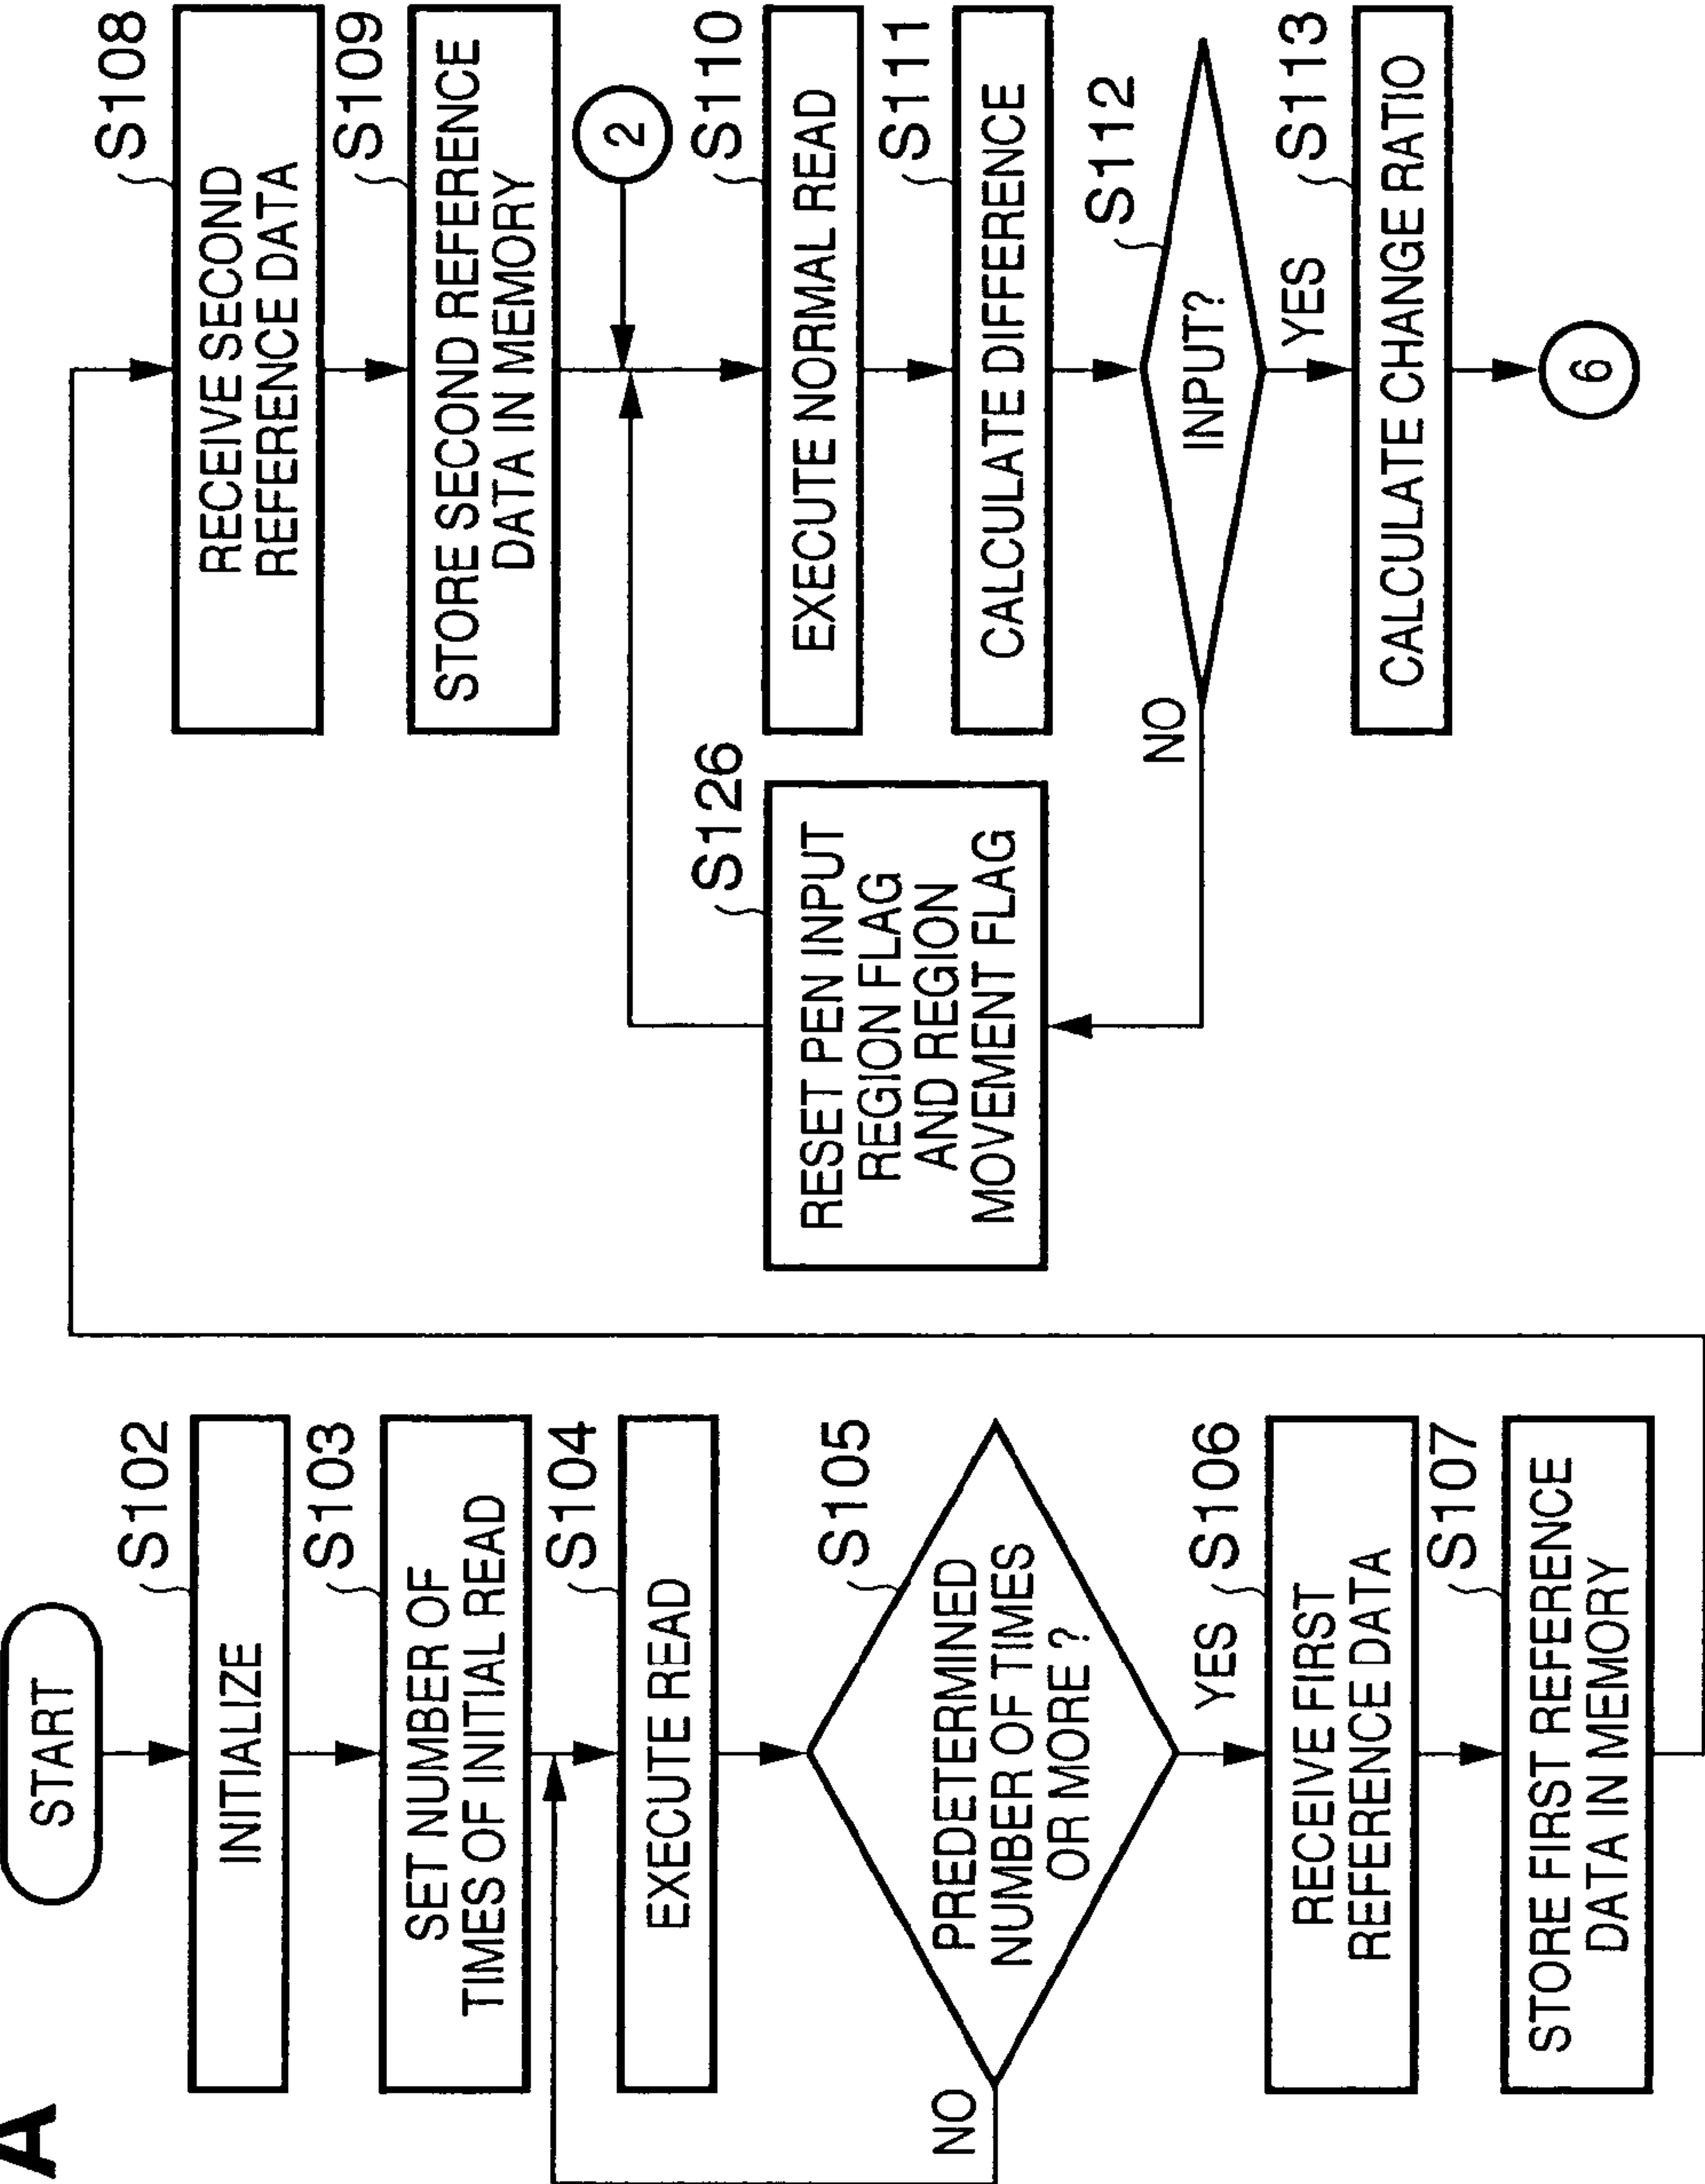 A
START
S102
INITIALIZE
S103
SET NUMBER OF
TIMES OF INITIAL READ
S104
EXECUTE READ
S105
PREDETERMINED
NUMBER OF TIMES
OR MORE ?
NO
YES
S106
RECEIVE FIRST
REFERENCE DATA
S107
STORE FIRST REFERENCE
DATA IN MEMORY
S108
RECEIVE SECOND
REFERENCE DATA
S109
STORE SECOND REFERENCE
DATA IN MEMORY
2
S110
EXECUTE NORMAL READ
S111
CALCULATE DIFFERENCE
S112
INPUT?
NO
YES
S126
RESET PEN INPUT
REGION FLAG
AND REGION
MOVEMENT FLAG
S113
CALCULATE CHANGE RATIO
6